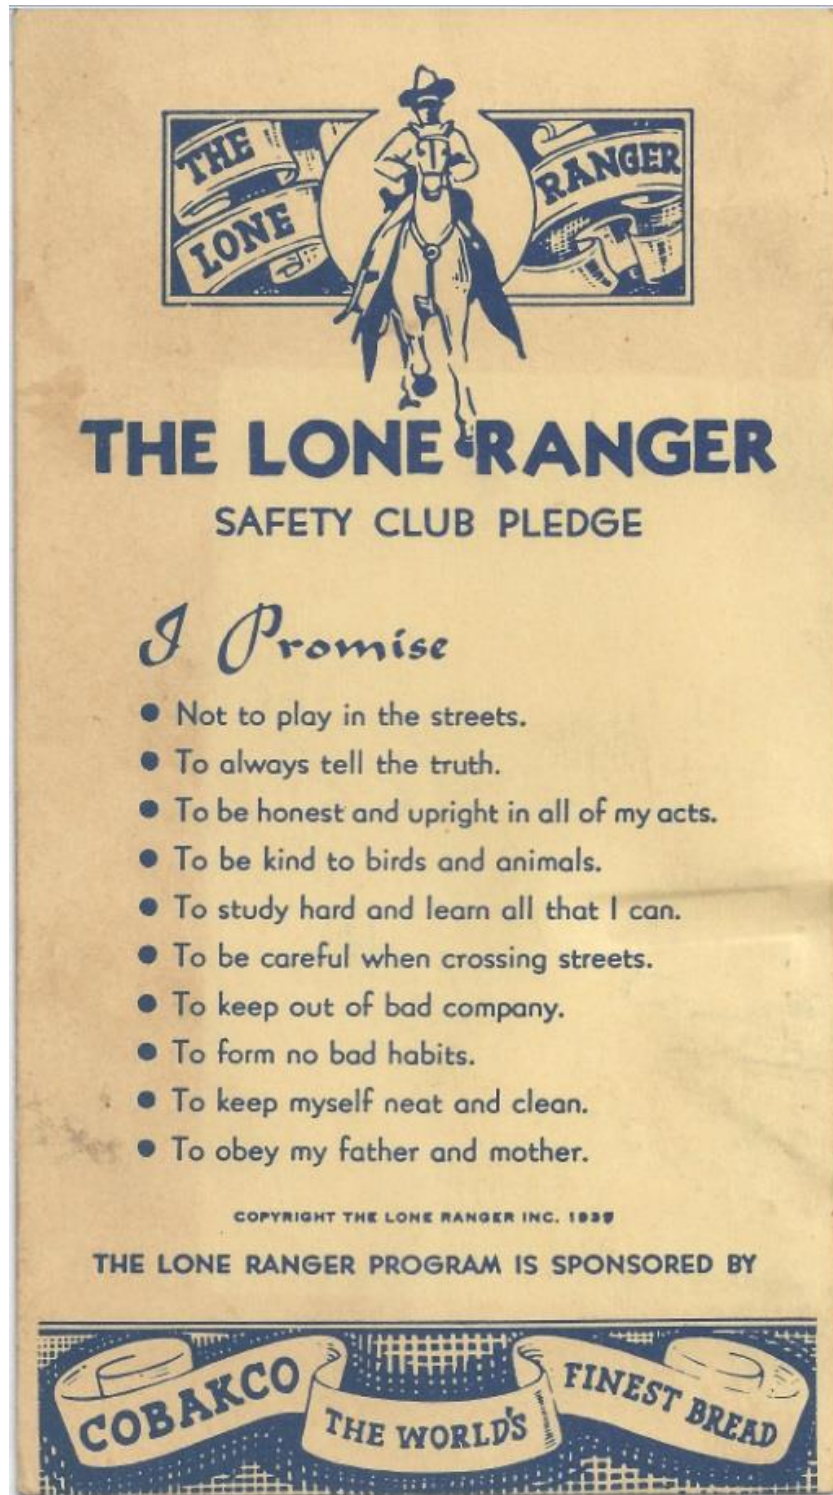 THE
LONE
RANGER
THE LONE RANGER
SAFETY CLUB PLEDGE
I Promise
• Not to play in the streets.
• To always tell the truth.
• To be honest and upright in all of my acts.
• To be kind to birds and animals.
• To study hard and learn all that I can.
• To be careful when crossing streets.
• To keep out of bad company.
• To form no bad habits.
• To keep myself neat and clean.
• To obey my father and mother.
COPYRIGHT THE LONE RANGER INC.
THE LONE RANGER PROGRAM IS SPONSORED BY
COBAKCO THE WORLD'S FINEST BREAD